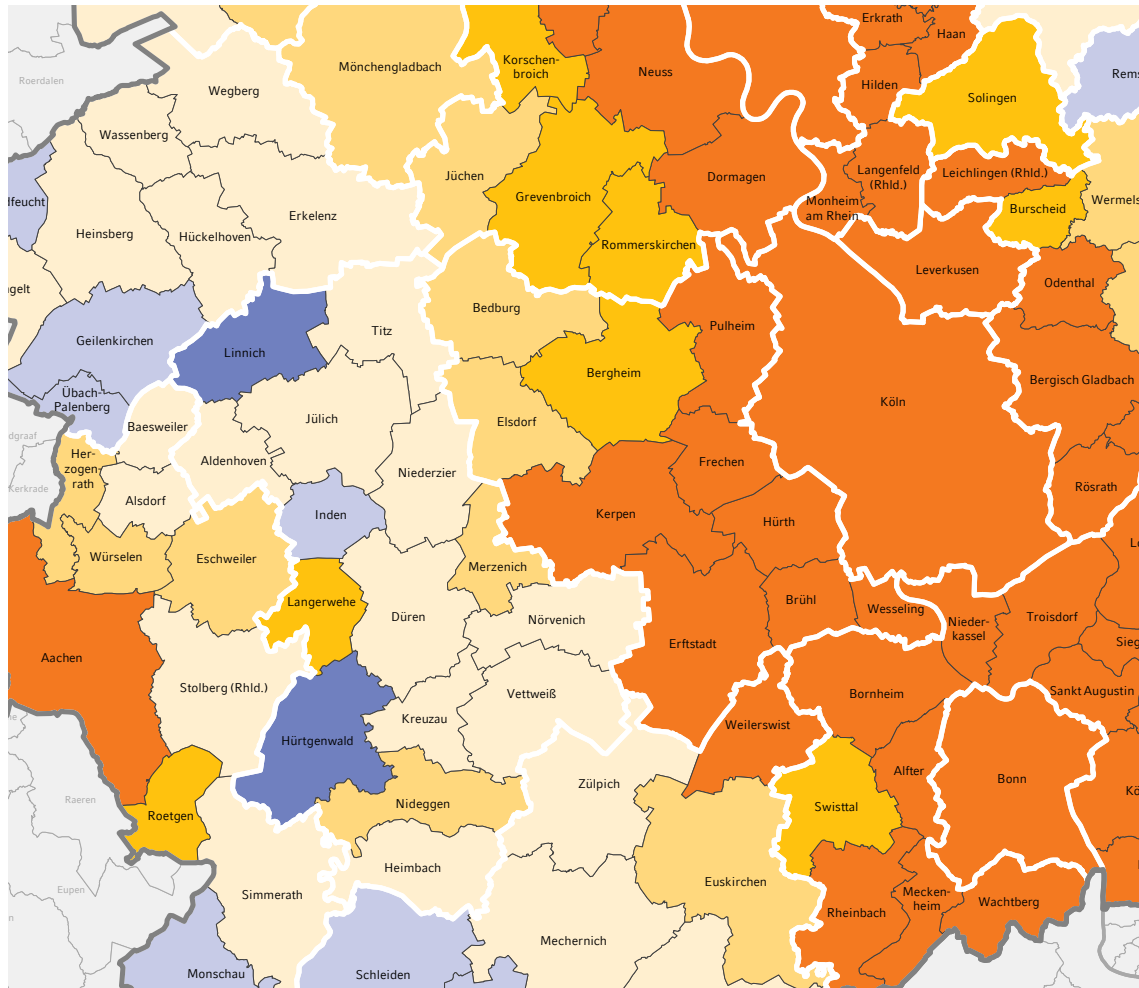 Erkrath
Haan
Korschen-
broich
Mönchengladbach
Neuss
Rems
Roerdalen
Hilden
Wegberg
Solingen
Wassenberg
Langenfeld
(Rhld.)
Leichlingen (Rhld.)
Jüchen
Dormagen
Grevenbroich
Monheim
am Rhein
Burscheid
Wermels
lfeucht
Erkelenz
Heinsberg
Hückelhoven
Rommerskirchen
Leverkusen
Odenthal
ngelt
Bedburg
Pulheim
Titz
Geilenkirchen
Linnich
Bergheim
Bergisch Gladbach
Übach-
Palenberg
Köln
Jülich
Elsdorf
Baesweiler
dgraaf
Her-
zogen-
rath
Aldenhoven
Frechen
Niederzier
Kerkrade
Rösrath
Alsdorf
Inden
Kerpen
Hürth
Lo
Würselen
Eschweiler
Merzenich
Langerwehe
Brühl
Wesseling
Düren
Nörvenich
Nieder-
kassel
Troisdorf
Erftstadt
Sieg
Aachen
Stolberg (Rhld.)
Vettweiß
Bornheim
Sankt Augustin
Kreuzau
Weilerswist
Hürtgenwald
Alfter
Bonn
Zülpich
Kö
Raeren
Nideggen
Swisttal
Roetgen
Heimbach
Euskirchen
Eupen
Simmerath
Mecken-
heim
Wachtberg
Rheinbach
Mechernich
Monschau
Schleiden